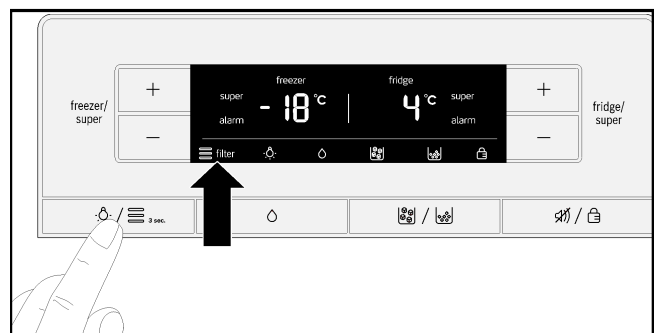 freezer/
super
+
−
freezer
super
alarm
-18°C
fridge
4°C
super
alarm
filter
+
−
fridge/
super
/ 3 sec.
/
/